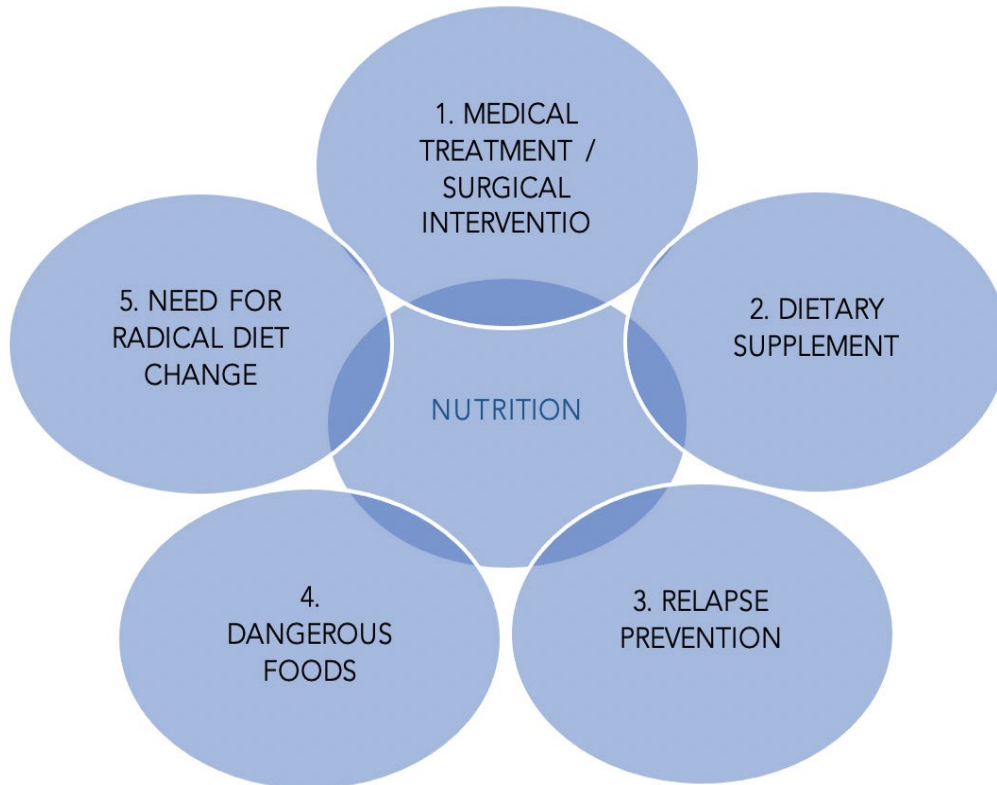 1. MEDICAL
TREATMENT /
SURGICAL
INTERVENTIO
2. DIETARY
SUPPLEMENT
3. RELAPSE
PREVENTION
4.
DANGEROUS
FOODS
5. NEED FOR
RADICAL DIET
CHANGE
NUTRITION